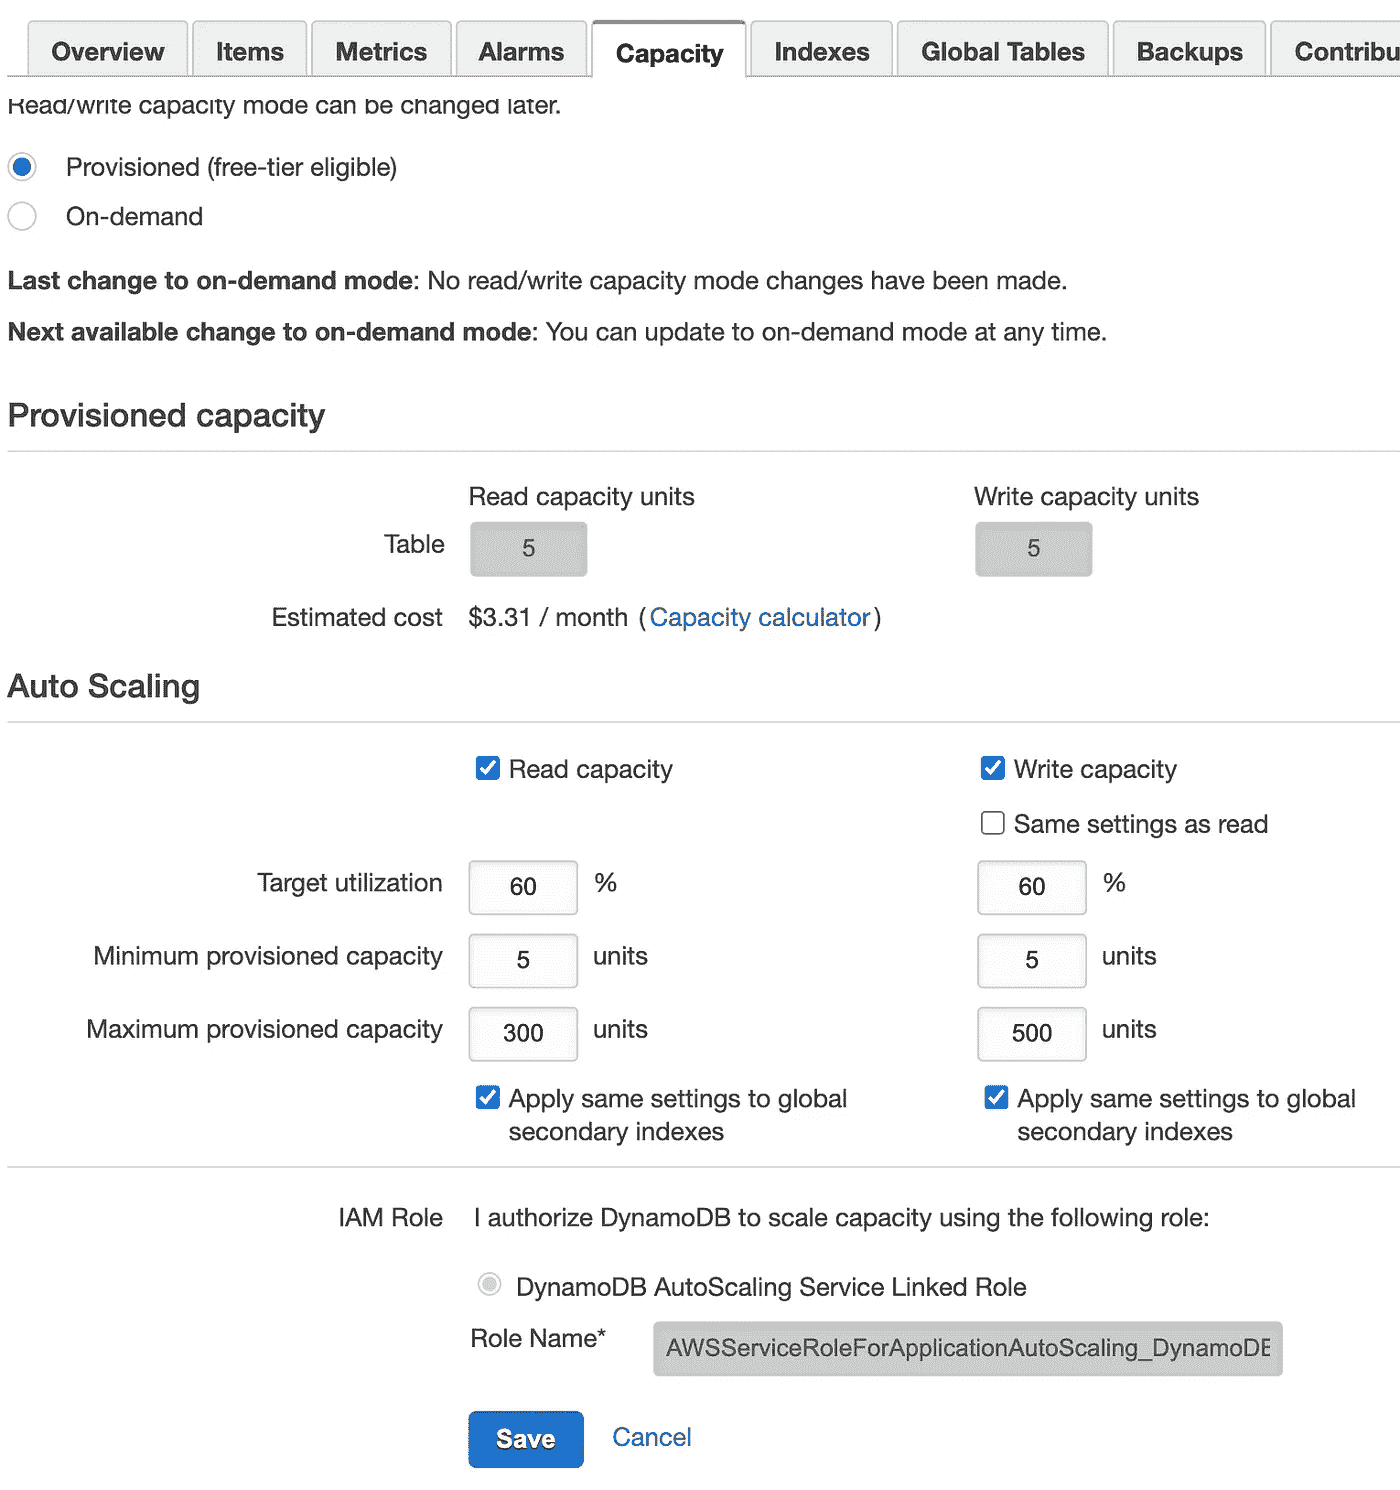 Overview Items Metrics Alarms Capacity Indexes Global Tables Backups Contribu
Read/write capacity mode can be changed later.
Provisioned (free-tier eligible)
On-demand
Last change to on-demand mode: No read/write capacity mode changes have been made.
Next available change to on-demand mode: You can update to on-demand mode at any time.
Provisioned capacity
Read capacity units Write capacity units
Table 5 5
Estimated cost $3.31 / month (Capacity calculator)
Auto Scaling
Read capacity Write capacity
Same settings as read
Target utilization 60 % 60 %
Minimum provisioned capacity 5 units 5 units
Maximum provisioned capacity 300 units 500 units
Apply same settings to global Apply same settings to global
secondary indexes secondary indexes
IAM Role I authorize DynamoDB to scale capacity using the following role:
DynamoDB AutoScaling Service Linked Role
Role Name* AWSServiceRoleForApplicationAutoScaling_DynamoDB
Save Cancel